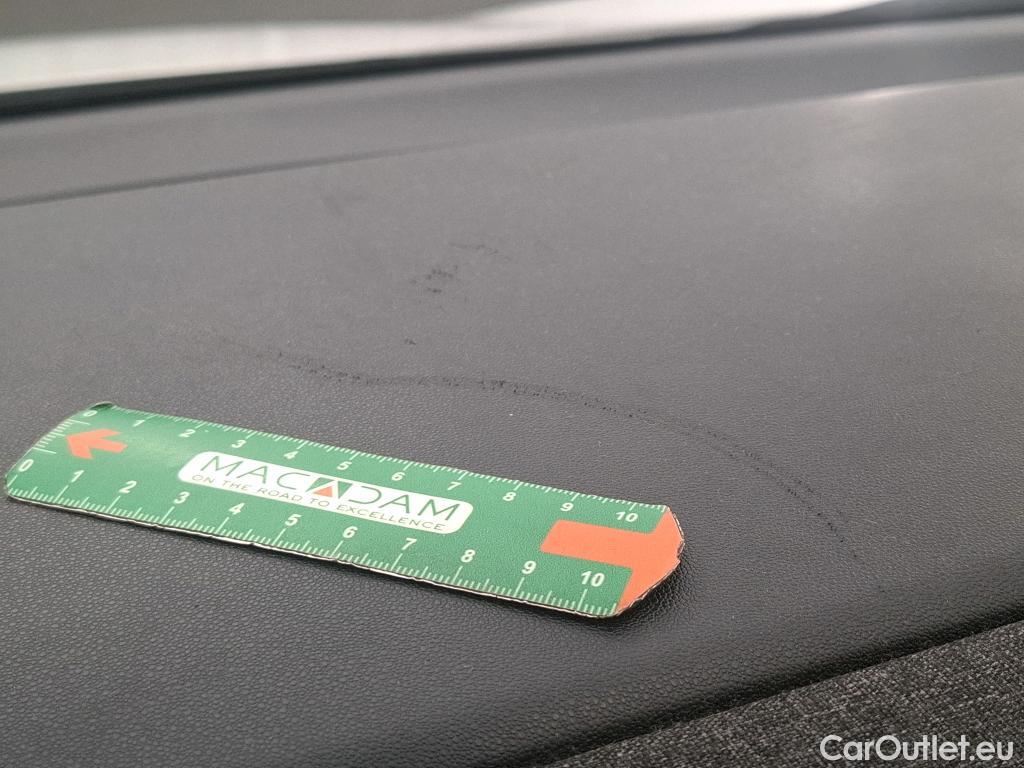 0 1 2 3 4 5 6 7 8 9 10
MACADAM
ON THE ROAD TO EXCELLENCE
0 1 2 3 4 5 6 7 8 9 10
CarOutlet.eu